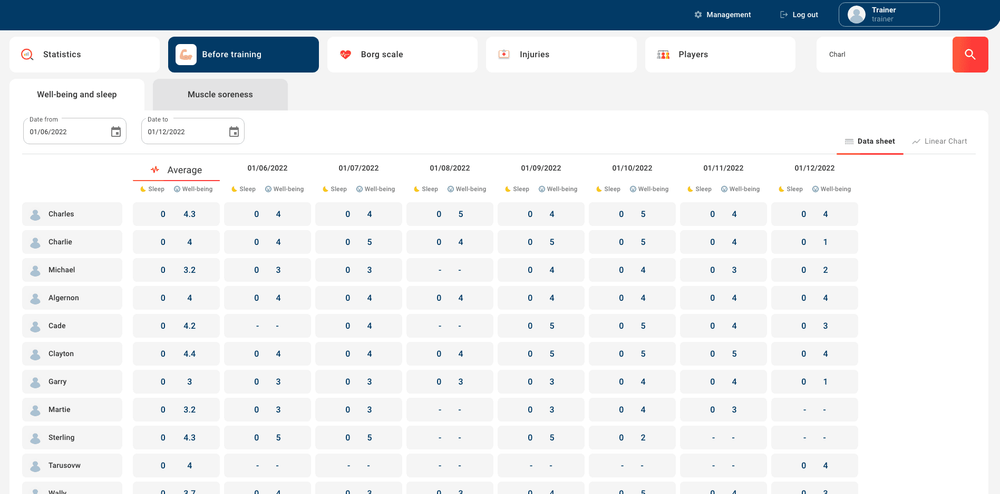 Management Log out Trainer
trainer
Statistics Before training Borg scale Injuries Players Charl
Well-being and sleep Muscle soreness
Date from Date to
01/06/2022 01/12/2022
Data sheet Linear Chart
Average 01/06/2022 01/07/2022 01/08/2022 01/09/2022 01/10/2022 01/11/2022 01/12/2022
Sleep Well-being Sleep Well-being Sleep Well-being Sleep Well-being Sleep Well-being Sleep Well-being Sleep Well-being Sleep Well-being
Charles 0 4.3 0 4 0 4 0 5 0 4 0 5 0 4 0 4
Charlie 0 4 0 4 0 5 0 4 0 5 0 5 0 4 0 1
Michael 0 3.2 0 3 0 3 - - 0 4 0 4 0 3 0 2
Algernon 0 4 0 4 0 4 0 4 0 4 0 4 0 4 0 4
Cade 0 4.2 - - 0 4 - - 0 5 0 5 0 4 0 3
Clayton 0 4.4 0 4 0 4 0 4 0 5 0 5 0 5 0 4
Garry 0 3 0 3 0 3 0 3 0 3 0 4 0 4 0 1
Martie 0 3.2 0 3 0 3 - - 0 3 0 4 0 3 - -
Sterling 0 4.3 0 5 0 5 - - 0 5 0 2 - - - -
Tarusovw 0 4 - - - - - - - - - - - - 0 4
Wally 0 3.7 0 4 0 3 0 3 0 4 0 5 0 4 0 3